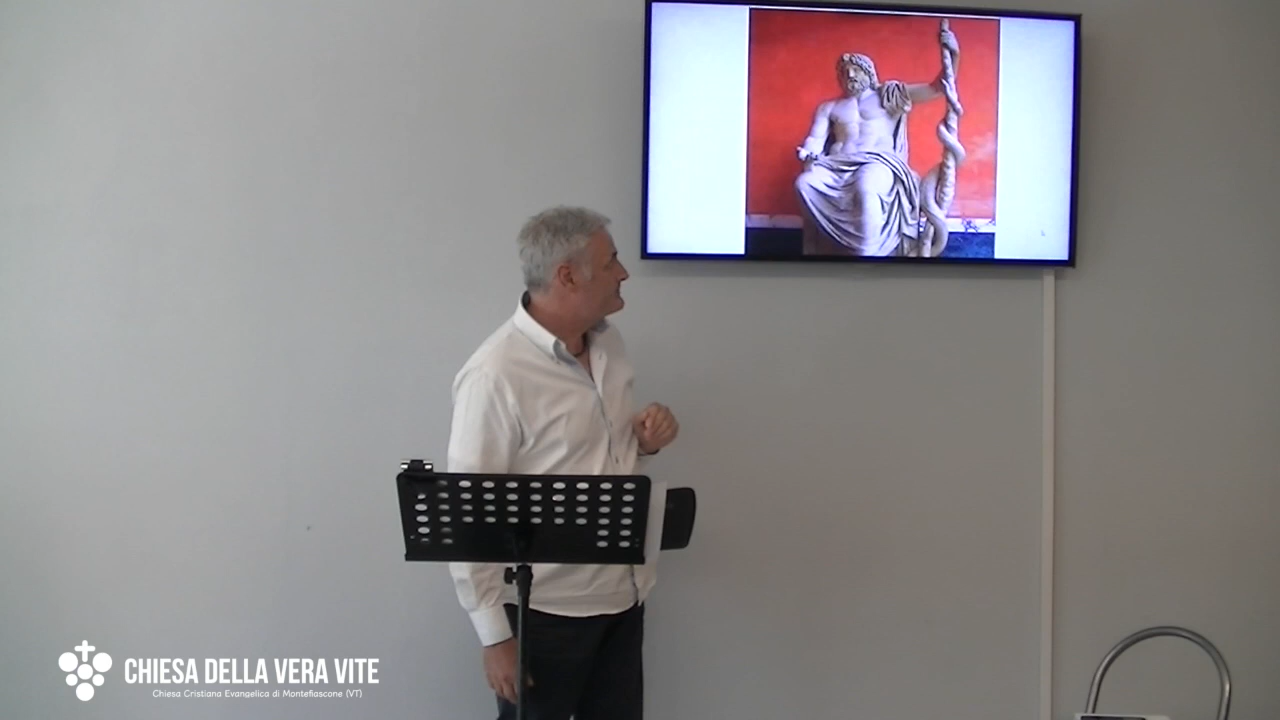 CHIESA DELLA VERA VITE
Chiesa Cristiana Evangelica di Montefiascone (VT)